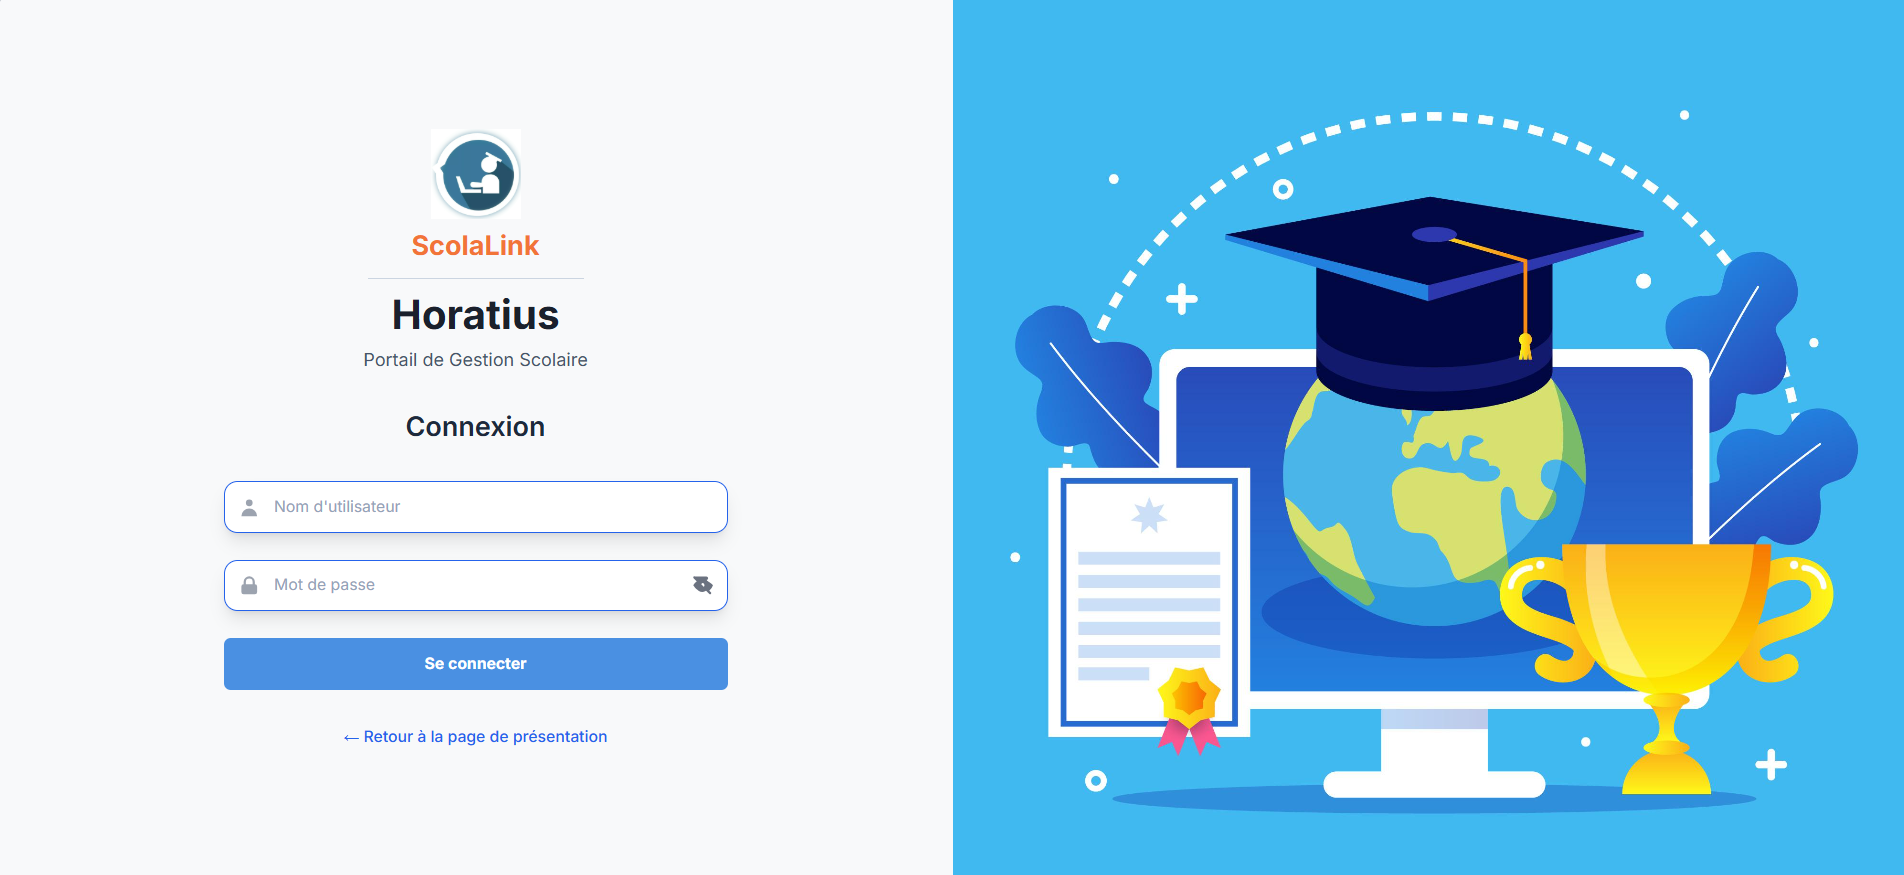 ScolaLink
Horatius
Portail de Gestion Scolaire
Connexion
Nom d'utilisateur
Mot de passe
Se connecter
← Retour à la page de présentation